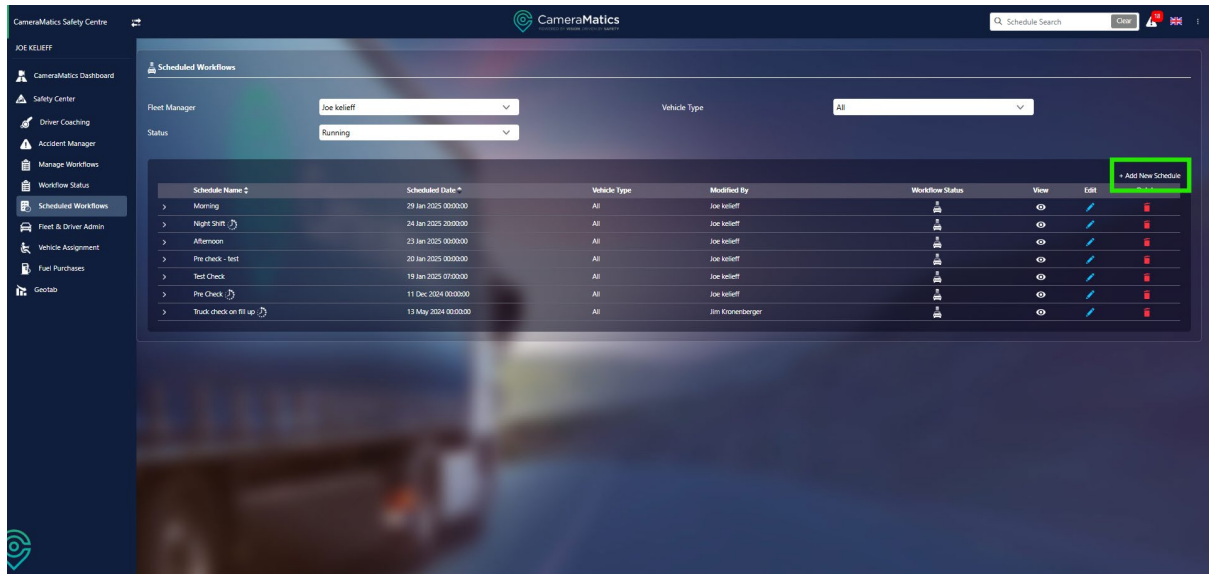 CameraMatics Safety Centre
CameraMatics
Schedule Search
Clear
18
JOE KELIEFF
CameraMatics Dashboard
Safety Center
Driver Coaching
Accident Manager
Manage Workflows
Workflow Status
Scheduled Workflows
Fleet & Driver Admin
Vehicle Assignment
Fuel Purchases
Geotab
Scheduled Workflows
Fleet Manager Joe kelieff Vehicle Type All
Status Running
+ Add New Schedule
Schedule Name Scheduled Date Vehicle Type Modified By Workflow Status View Edit
Morning 29 Jan 2025 00:00:00 All Joe kelieff
Night Shift 24 Jan 2025 20:00:00 All Joe kelieff
Afternoon 23 Jan 2025 00:00:00 All Joe kelieff
Pre check - test 20 Jan 2025 00:00:00 All Joe kelieff
Test Check 19 Jan 2025 07:00:00 All Joe kelieff
Pre Check 11 Dec 2024 00:00:00 All Joe kelieff
Truck check on fill up 13 May 2024 00:00:00 All Jim Kronenberger